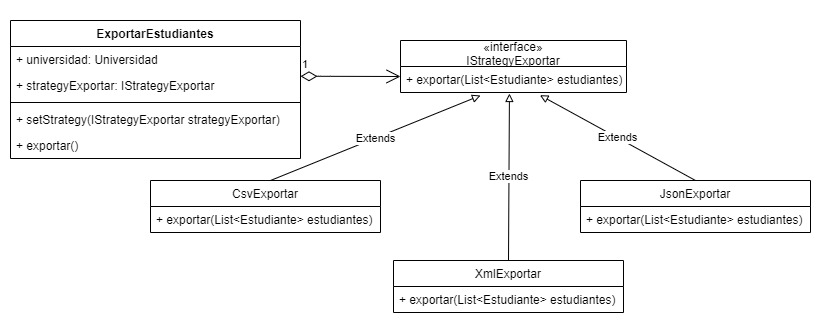 ExportarEstudiantes
+ universidad: Universidad
+ strategyExportar: IStrategyExportar
+ setStrategy(IStrategyExportar strategyExportar)
+ exportar()
1
«interface»
IStrategyExportar
+ exportar(List<Estudiante> estudiantes)
Extends
Extends
Extends
CsvExportar
+ exportar(List<Estudiante> estudiantes)
JsonExportar
+ exportar(List<Estudiante> estudiantes)
XmlExportar
+ exportar(List<Estudiante> estudiantes)